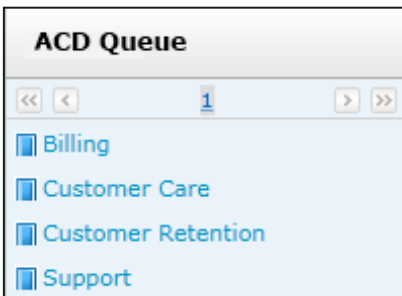 ACD Queue
<< < 1 > >>
Billing
Customer Care
Customer Retention
Support